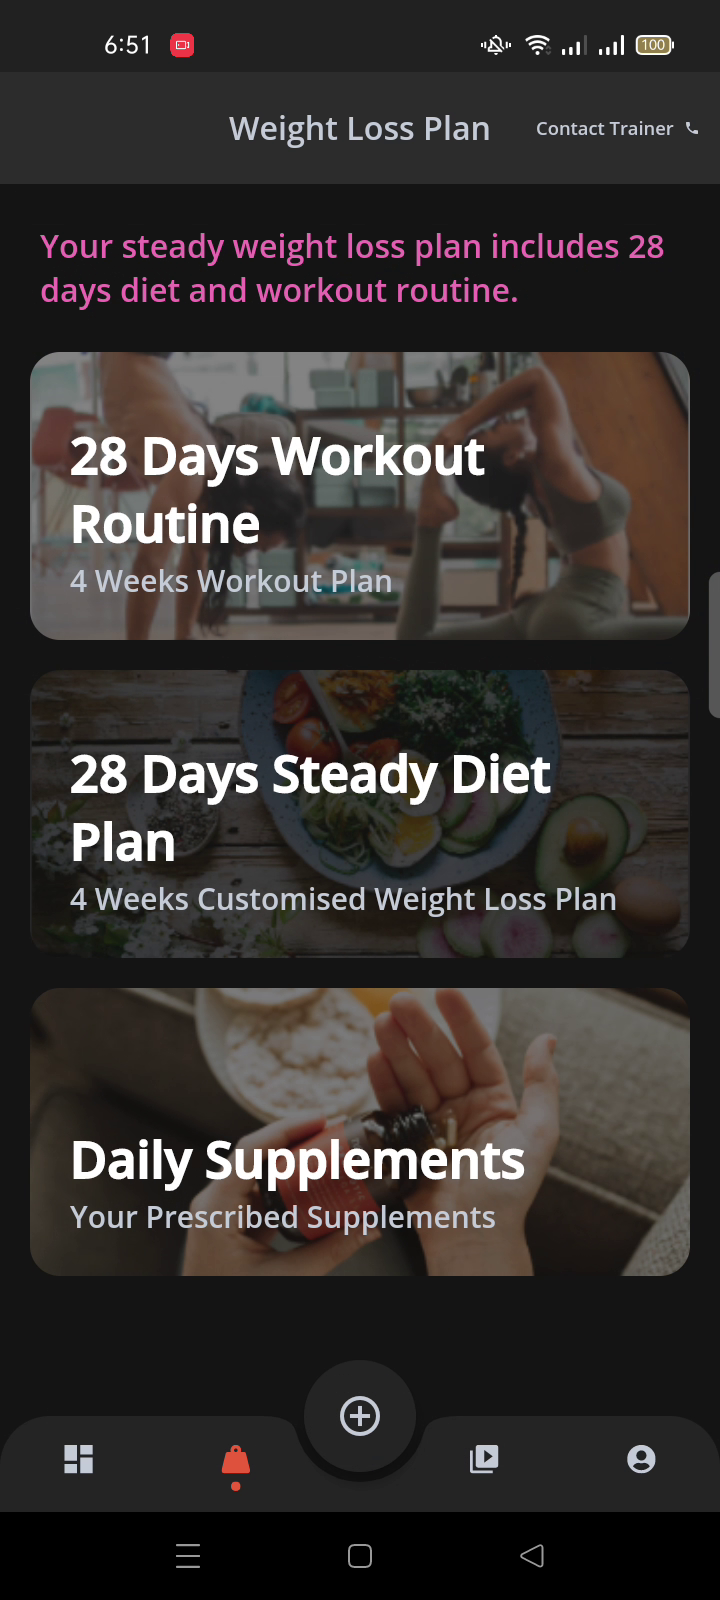 6:51
100
Weight Loss Plan
Contact Trainer
Your steady weight loss plan includes 28
days diet and workout routine.
28 Days Workout
Routine
4 Weeks Workout Plan
28 Days Steady Diet
Plan
4 Weeks Customised Weight Loss Plan
Daily Supplements
Your Prescribed Supplements